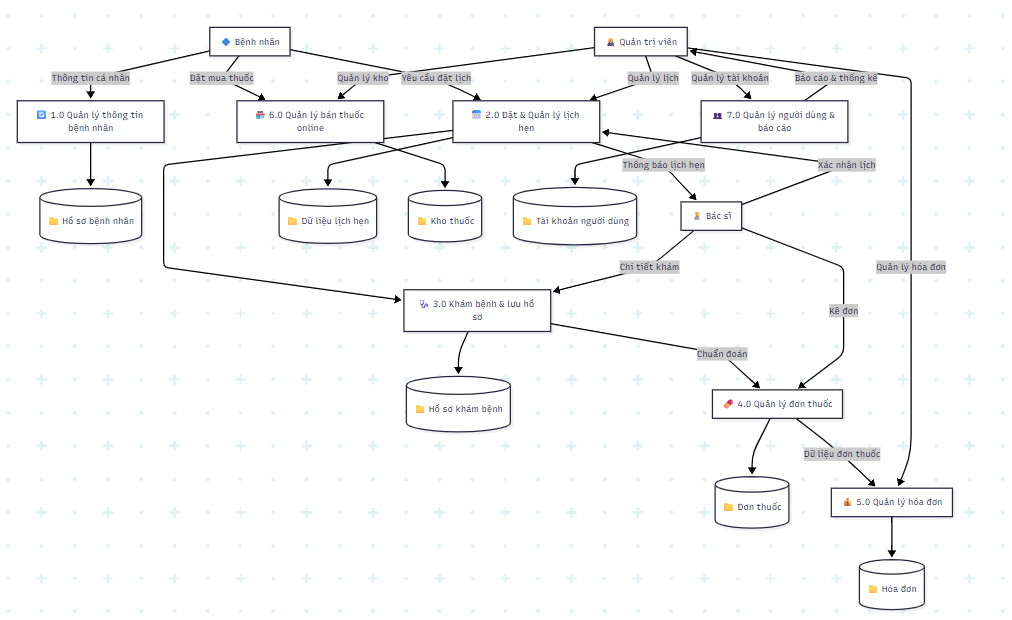 Bệnh nhân
Quản trị viên
Thông tin cá nhân
Đặt mua thuốc
Quản lý kho
Yêu cầu đặt lịch
Quản lý lịch
Quản lý tài khoản
Báo cáo & thống kê
1.0 Quản lý thông tin
bệnh nhân
6.0 Quản lý bán thuốc
online
2.0 Đặt & Quản lý lịch
hẹn
7.0 Quản lý người dùng &
báo cáo
Thông báo lịch hẹn
Xác nhận lịch
Hồ sơ bệnh nhân
Dữ liệu lịch hẹn
Kho thuốc
Tài khoản người dùng
Bác sĩ
Chi tiết khám
Quản lý hóa đơn
3.0 Khám bệnh & lưu hồ
sơ
Kê đơn
Chuẩn đoán
Hồ sơ khám bệnh
4.0 Quản lý đơn thuốc
Dữ liệu đơn thuốc
Đơn thuốc
5.0 Quản lý hóa đơn
Hóa đơn